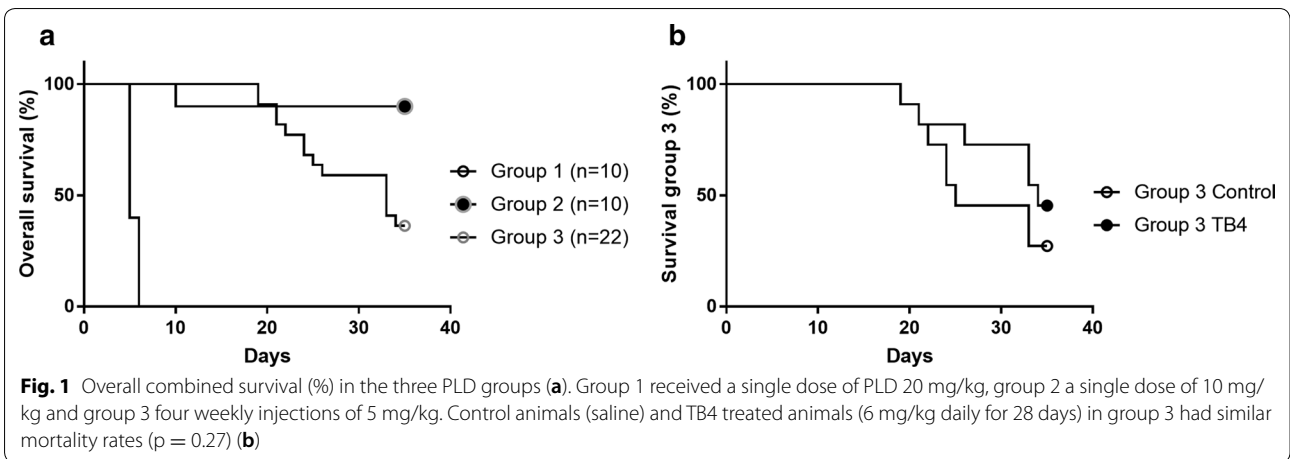 a
Overall survival (%)
100
50
0
0 10 20 30 40
Days
Group 1 (n=10)
Group 2 (n=10)
Group 3 (n=22)
b
Survival group 3 (%)
100
50
0
0 10 20 30 40
Days
Group 3 Control
Group 3 TB4
Fig. 1 Overall combined survival (%) in the three PLD groups (a). Group 1 received a single dose of PLD 20 mg/kg, group 2 a single dose of 10 mg/
kg and group 3 four weekly injections of 5 mg/kg. Control animals (saline) and TB4 treated animals (6 mg/kg daily for 28 days) in group 3 had similar
mortality rates (p = 0.27) (b)